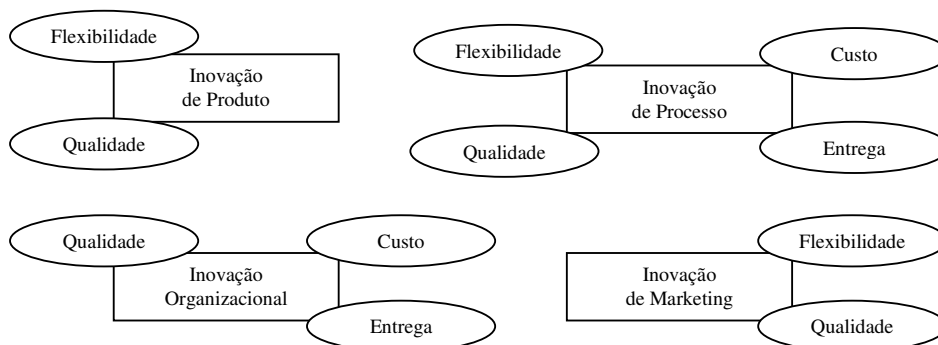 Flexibilidade
Inovação
de Produto
Qualidade
Flexibilidade
Custo
Inovação
de Processo
Qualidade
Entrega
Qualidade
Custo
Inovação
Organizacional
Entrega
Flexibilidade
Inovação
de Marketing
Qualidade